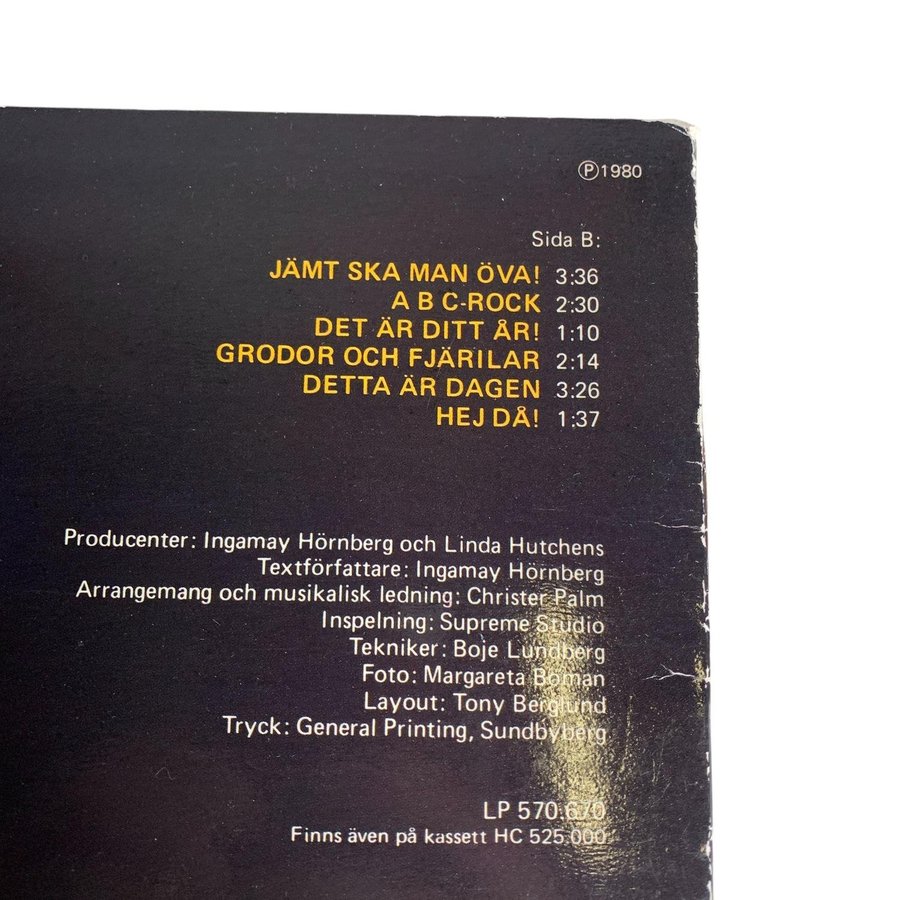 Ⓟ1980
Sida B:
JÄMT SKA MAN ÖVA! 3:36
A B C-ROCK 2:30
DET ÄR DITT ÅR! 1:10
GRODOR OCH FJÄRILAR 2:14
DETTA ÄR DAGEN 3:26
HEJ DÅ! 1:37
Producenter: Ingamay Hörnberg och Linda Hutchens
Textförfattare: Ingamay Hörnberg
Arrangemang och musikalisk ledning: Christer Palm
Inspelning: Supreme Studio
Tekniker: Boje Lundberg
Foto: Margareta Boman
Layout: Tony Berglund
Tryck: General Printing, Sundbyberg
LP 570.670
Finns även på kassett HC 525.000